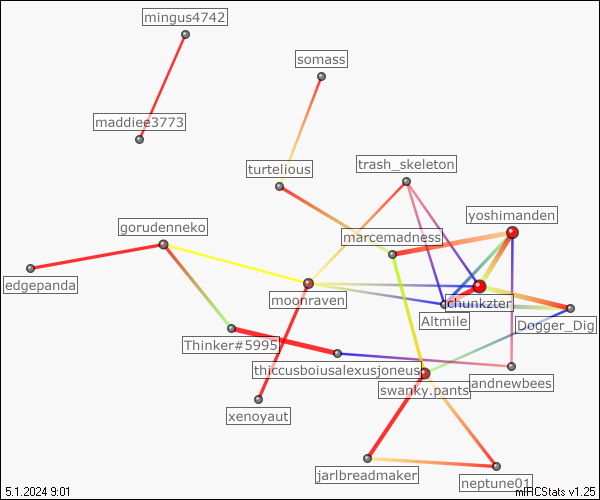 mingus4742
somass
maddiee3773
trash_skeleton
turtelious
yoshimanden
gorudenneko
marcemadness
edgepanda
moonraven
chunkzter
Altmile
Dogger_Dig
Thinker#5995
thiccusboiusalexusjoneus
swanky.pants
andnewbees
xenoyaut
jarlbreadmaker
neptune01
5.1.2024 9:01
mIRCStats v1.25